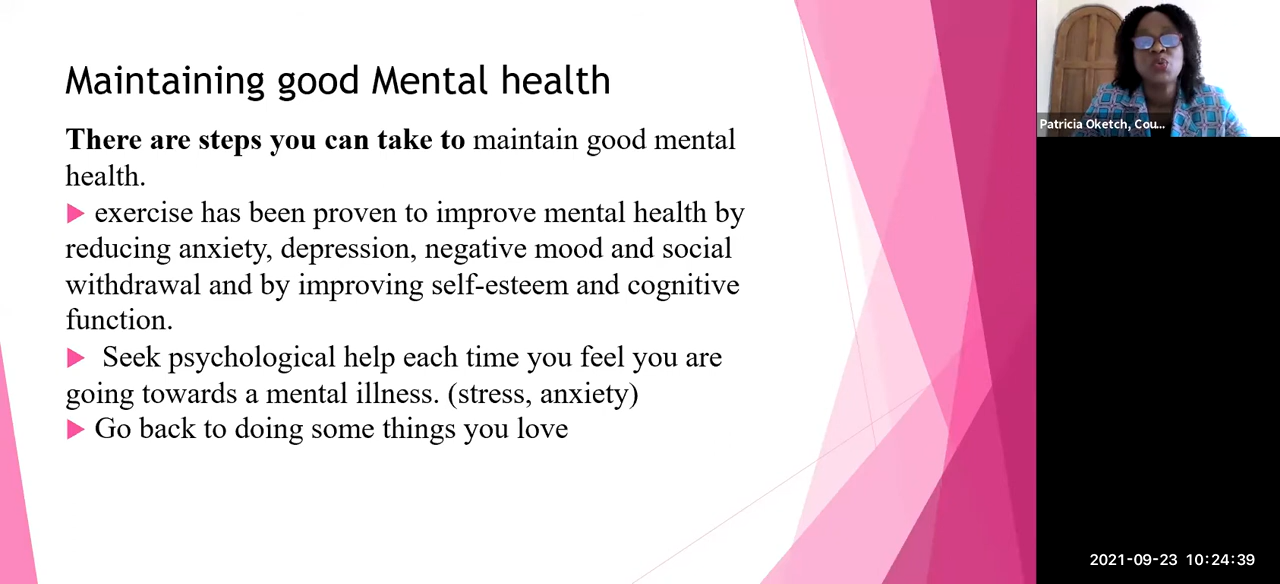 Maintaining good Mental health
There are steps you can take to maintain good mental
health.
exercise has been proven to improve mental health by
reducing anxiety, depression, negative mood and social
withdrawal and by improving self-esteem and cognitive
function.
Seek psychological help each time you feel you are
going towards a mental illness. (stress, anxiety)
Go back to doing some things you love
Patricia Oketch, Cou...
2021-09-23 10:24:39